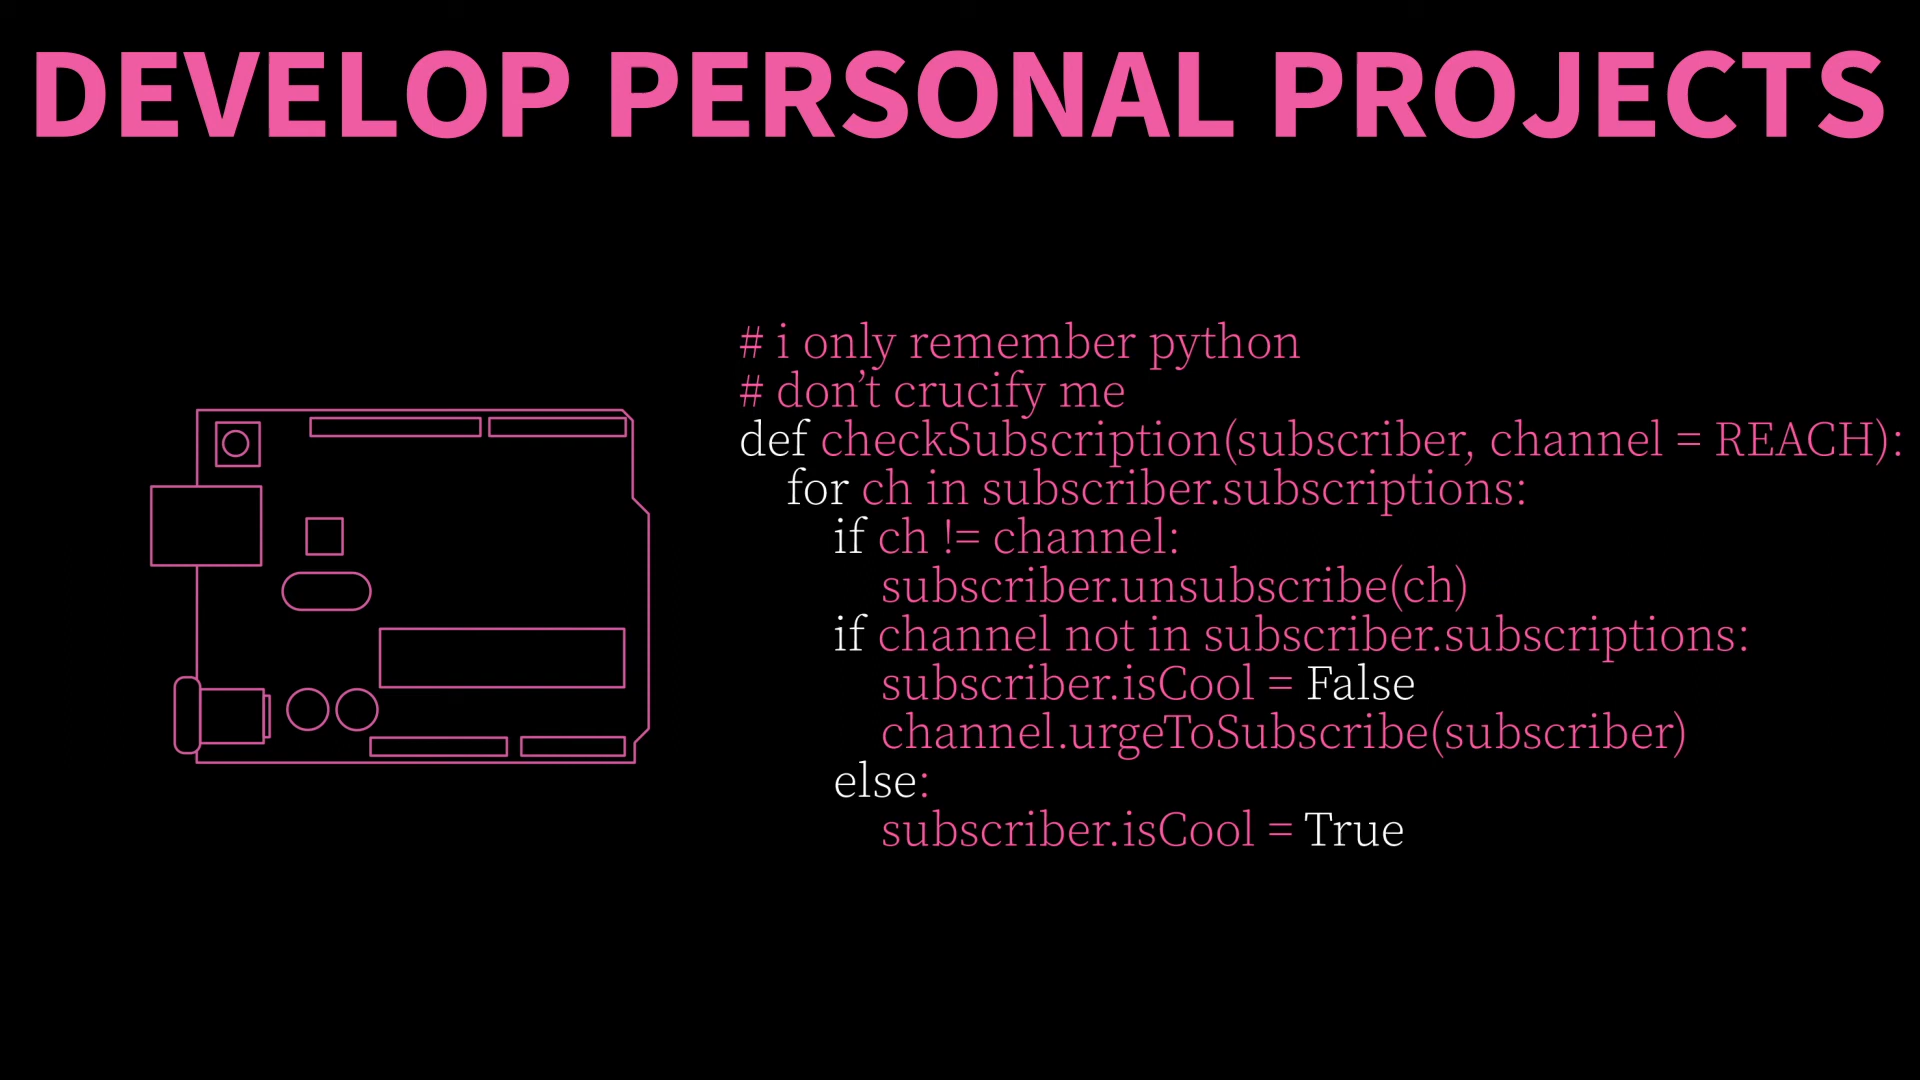 DEVELOP PERSONAL PROJECTS
# i only remember python
# don’t crucify me
def checkSubscription(subscriber, channel = REACH):
for ch in subscriber.subscriptions:
if ch != channel:
subscriber.unsubscribe(ch)
if channel not in subscriber.subscriptions:
subscriber.isCool = False
channel.urgeToSubscribe(subscriber)
else:
subscriber.isCool = True